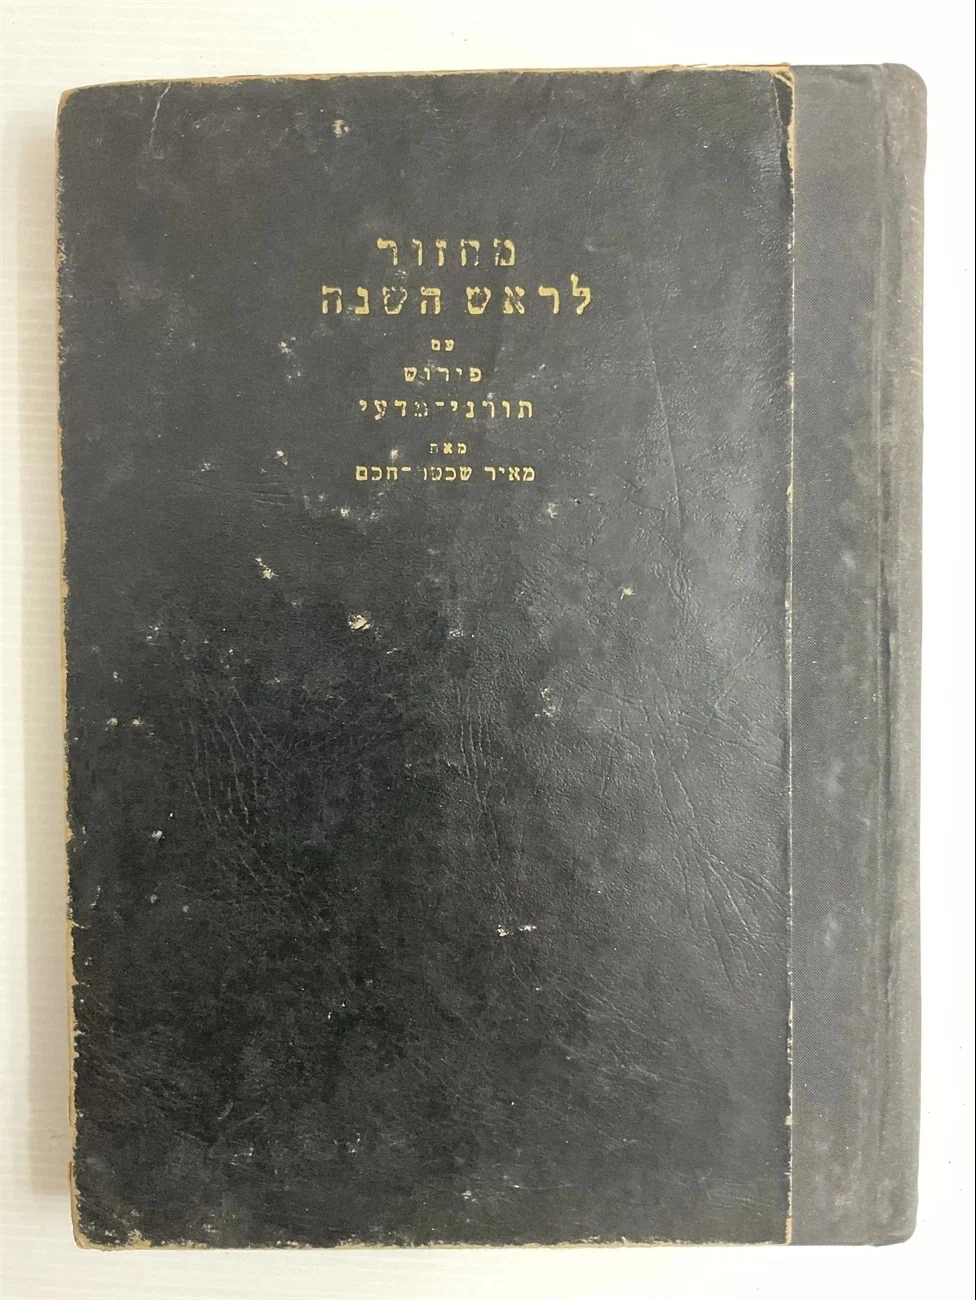 מחזור
לראש השנה
עם
פירוש
תורני־מדעי
מאת
מאיר שכטר־חכם